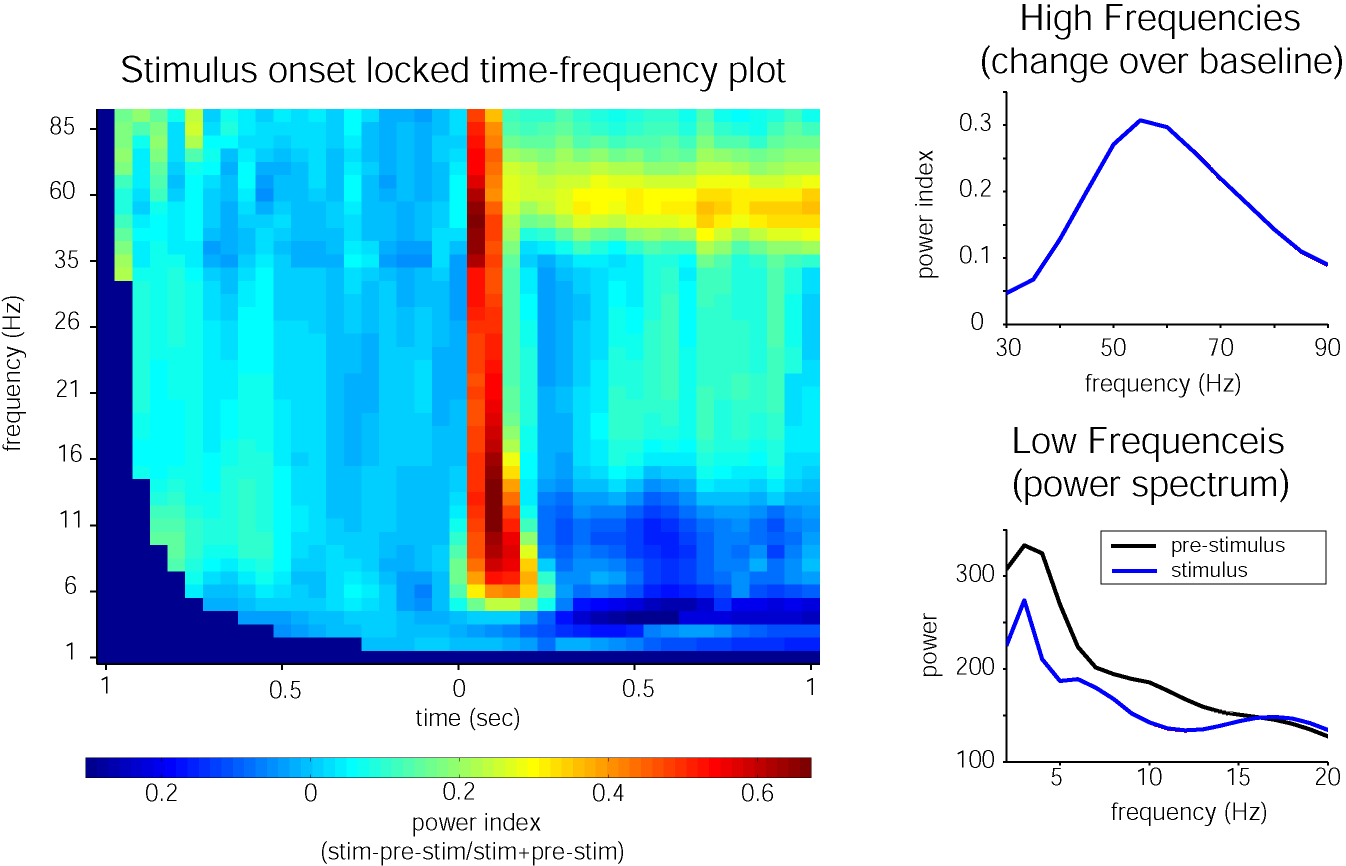 Stimulus onset locked time-frequency plot
85
60
35
26
21
16
11
6
1
frequency (Hz)
1
0.5
0
0.5
1
time (sec)
0.2
0
0.2
0.4
0.6
power index
(stim-pre-stim/stim+pre-stim)
High Frequencies
(change over baseline)
0.3
0.2
0.1
0
power index
30
50
70
90
frequency (Hz)
Low Frequenceis
(power spectrum)
pre-stimulus
stimulus
300
200
100
power
5
10
15
20
frequency (Hz)